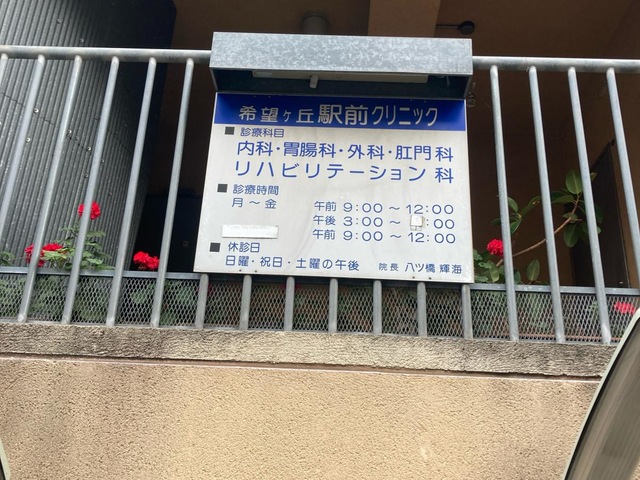 希望ヶ丘駅前クリニック
■ 診療科目
内科・胃腸科・外科・肛門科
リハビリテーション科
■ 診療時間
月～金 午前 9:00～12:00
午後 3:00～ :00
午前 9:00～12:00
■ 休診日
日曜・祝日・土曜の午後 院長 八ツ橋 輝海